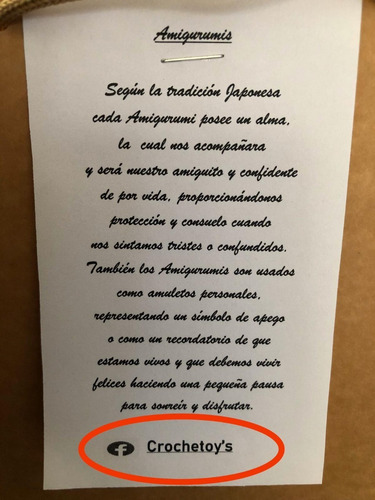 Amigurumis
Según la tradición Japonesa
cada Amigurumi posee un alma,
la cual nos acompañara
y será nuestro amiguito y confidente
de por vida, proporcionándonos
protección y consuelo cuando
nos sintamos tristes o confundidos.
También los Amigurumis son usados
como amuletos personales,
representando un símbolo de apego
o como un recordatorio de que
estamos vivos y que debemos vivir
felices haciendo una pequeña pausa
para sonreír y disfrutar.
f Crochetoy's